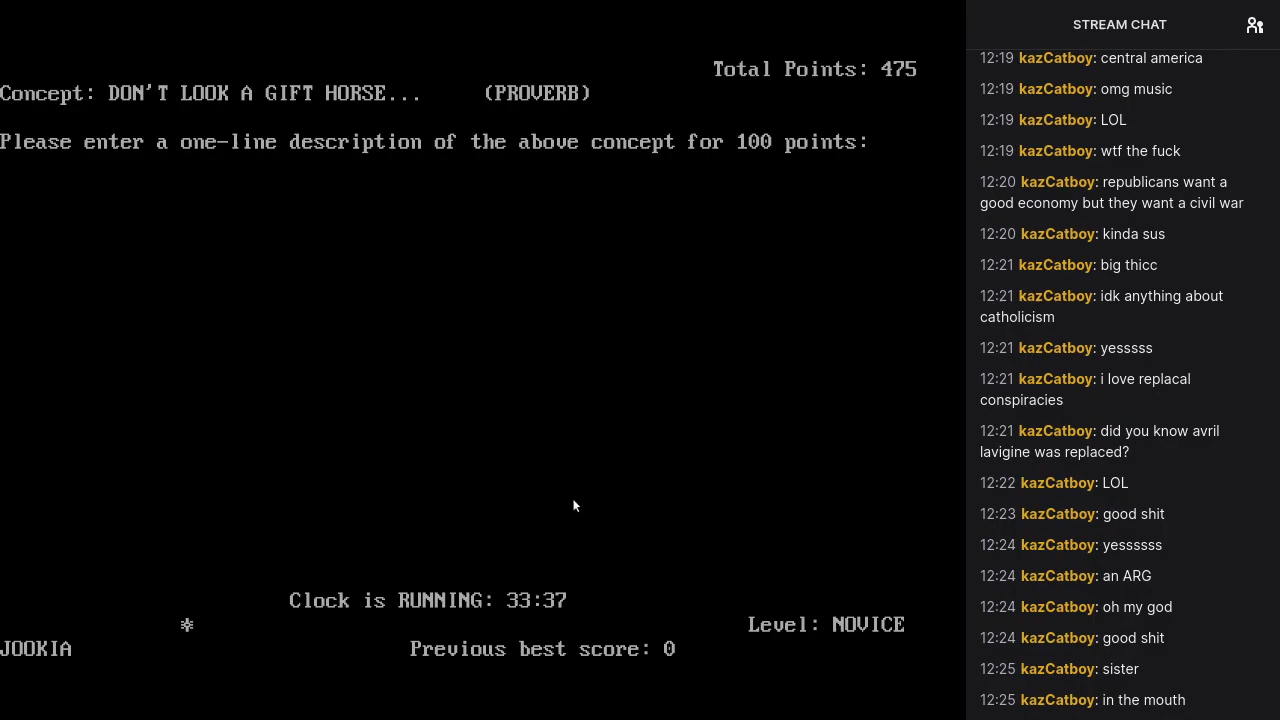 Total Points: 475
Concept: DON'T LOOK A GIFT HORSE... (PROVERB)
Please enter a one-line description of the above concept for 100 points:
Clock is RUNNING: 33:37
*
Level: NOVICE
JOOKIA
Previous best score: 0
STREAM CHAT
12:19 kazCatboy: central america
12:19 kazCatboy: omg music
12:19 kazCatboy: LOL
12:19 kazCatboy: wtf the fuck
12:20 kazCatboy: republicans want a
good economy but they want a civil war
12:20 kazCatboy: kinda sus
12:21 kazCatboy: big thicc
12:21 kazCatboy: idk anything about
catholicism
12:21 kazCatboy: yesssss
12:21 kazCatboy: i love replacal
conspiracies
12:21 kazCatboy: did you know avril
lavigine was replaced?
12:22 kazCatboy: LOL
12:23 kazCatboy: good shit
12:24 kazCatboy: yessssss
12:24 kazCatboy: an ARG
12:24 kazCatboy: oh my god
12:24 kazCatboy: good shit
12:25 kazCatboy: sister
12:25 kazCatboy: in the mouth